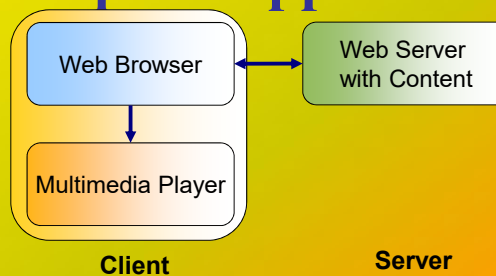 Web Browser
Web Server
with Content
Multimedia Player
Client
Server